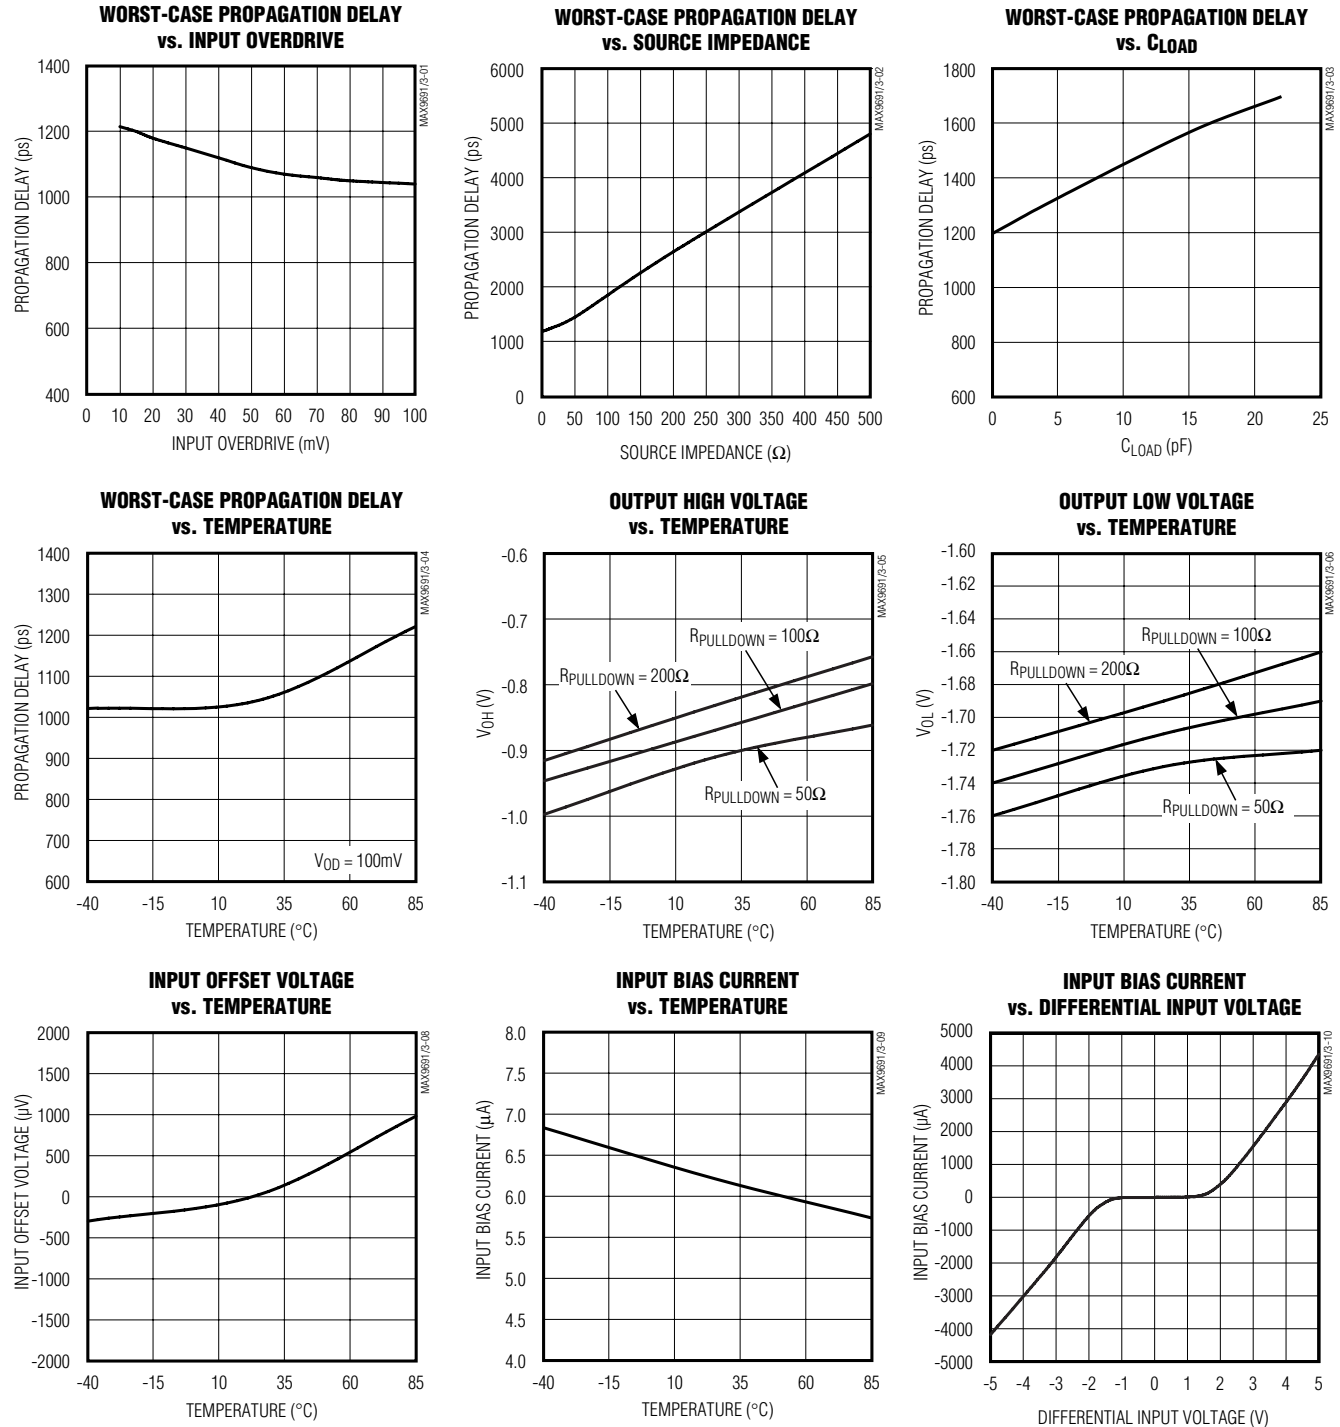 WORST-CASE PROPAGATION DELAY
vs. INPUT OVERDRIVE
1400
1200
1000
800
600
400
0 10 20 30 40 50 60 70 80 90 100
PROPAGATION DELAY (ps)
INPUT OVERDRIVE (mV)
MAX9691/3-01
WORST-CASE PROPAGATION DELAY
vs. SOURCE IMPEDANCE
6000
5000
4000
3000
2000
1000
0
0 50 100 150 200 250 300 350 400 450 500
PROPAGATION DELAY (ps)
SOURCE IMPEDANCE (Ω)
MAX9691/3-02
WORST-CASE PROPAGATION DELAY
vs. CLOAD
1800
1600
1400
1200
1000
800
600
0 5 10 15 20 25
PROPAGATION DELAY (ps)
CLOAD (pF)
MAX9691/3-03
WORST-CASE PROPAGATION DELAY
vs. TEMPERATURE
1400
1300
1200
1100
1000
900
800
700
600
-40 -15 10 35 60 85
PROPAGATION DELAY (ps)
VOD = 100mV
TEMPERATURE (°C)
MAX9691/3-04
OUTPUT HIGH VOLTAGE
vs. TEMPERATURE
-0.6
-0.7
-0.8
-0.9
-1.0
-1.1
-40 -15 10 35 60 85
VOH (V)
RPULLDOWN = 100Ω
RPULLDOWN = 200Ω
RPULLDOWN = 50Ω
TEMPERATURE (°C)
MAX9691/3-05
OUTPUT LOW VOLTAGE
vs. TEMPERATURE
-1.60
-1.62
-1.64
-1.66
-1.68
-1.70
-1.72
-1.74
-1.76
-1.78
-1.80
-40 -15 10 35 60 85
VOL (V)
RPULLDOWN = 100Ω
RPULLDOWN = 200Ω
RPULLDOWN = 50Ω
TEMPERATURE (°C)
MAX9691/3-06
INPUT OFFSET VOLTAGE
vs. TEMPERATURE
2000
1500
1000
500
0
-500
-1000
-1500
-2000
-40 -15 10 35 60 85
INPUT OFFSET VOLTAGE (µV)
TEMPERATURE (°C)
MAX9691/3-08
INPUT BIAS CURRENT
vs. TEMPERATURE
8.0
7.5
7.0
6.5
6.0
5.5
5.0
4.5
4.0
-40 -15 10 35 60 85
INPUT BIAS CURRENT (µA)
TEMPERATURE (°C)
MAX9691/3-09
INPUT BIAS CURRENT
vs. DIFFERENTIAL INPUT VOLTAGE
5000
4000
3000
2000
1000
0
-1000
-2000
-3000
-4000
-5000
-5 -4 -3 -2 -1 0 1 2 3 4 5
INPUT BIAS CURRENT (µA)
DIFFERENTIAL INPUT VOLTAGE (V)
MAX9691/3-10